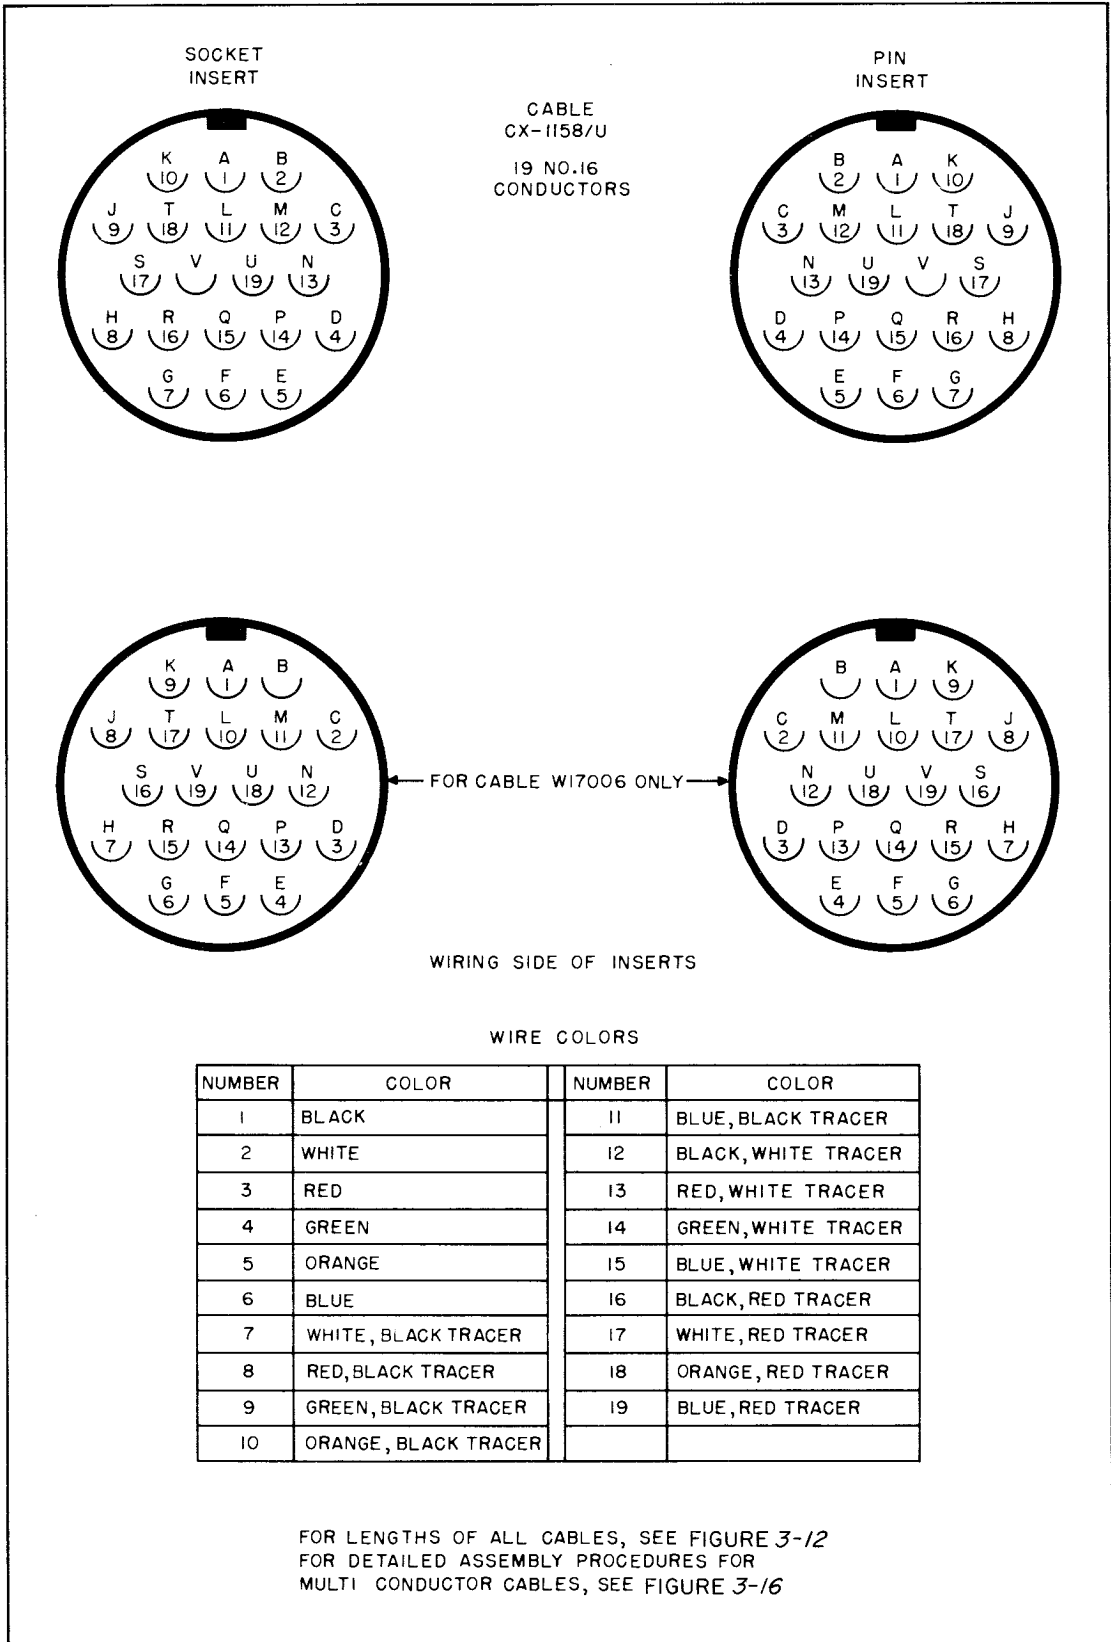 SOCKET
INSERT
PIN
INSERT
CABLE
CX-1158/U
19 NO.16
CONDUCTORS
K A B
10 1 2
J T L M C
9 18 11 12 3
S V U N
17 19 13
H R Q P D
8 16 15 14 4
G F E
7 6 5
B A K
2 1 10
C M L T J
3 12 11 18 9
N U V S
13 19 17
D P Q R H
4 14 15 16 8
E F G
5 6 7
K A B
9 1
J T L M C
8 17 10 11 2
S V U N
16 19 18 12
H R Q P D
7 15 14 13 3
G F E
6 5 4
FOR CABLE W17006 ONLY
B A K
1 9
C M L T J
2 11 10 17 8
N U V S
12 18 19 16
D P Q R H
3 13 14 15 7
E F G
4 5 6
WIRING SIDE OF INSERTS
WIRE COLORS
NUMBER COLOR NUMBER COLOR
1 BLACK 11 BLUE, BLACK TRACER
2 WHITE 12 BLACK, WHITE TRACER
3 RED 13 RED, WHITE TRACER
4 GREEN 14 GREEN, WHITE TRACER
5 ORANGE 15 BLUE, WHITE TRACER
6 BLUE 16 BLACK, RED TRACER
7 WHITE, BLACK TRACER 17 WHITE, RED TRACER
8 RED, BLACK TRACER 18 ORANGE, RED TRACER
9 GREEN, BLACK TRACER 19 BLUE, RED TRACER
10 ORANGE, BLACK TRACER
FOR LENGTHS OF ALL CABLES, SEE FIGURE 3-12
FOR DETAILED ASSEMBLY PROCEDURES FOR
MULTI CONDUCTOR CABLES, SEE FIGURE 3-16